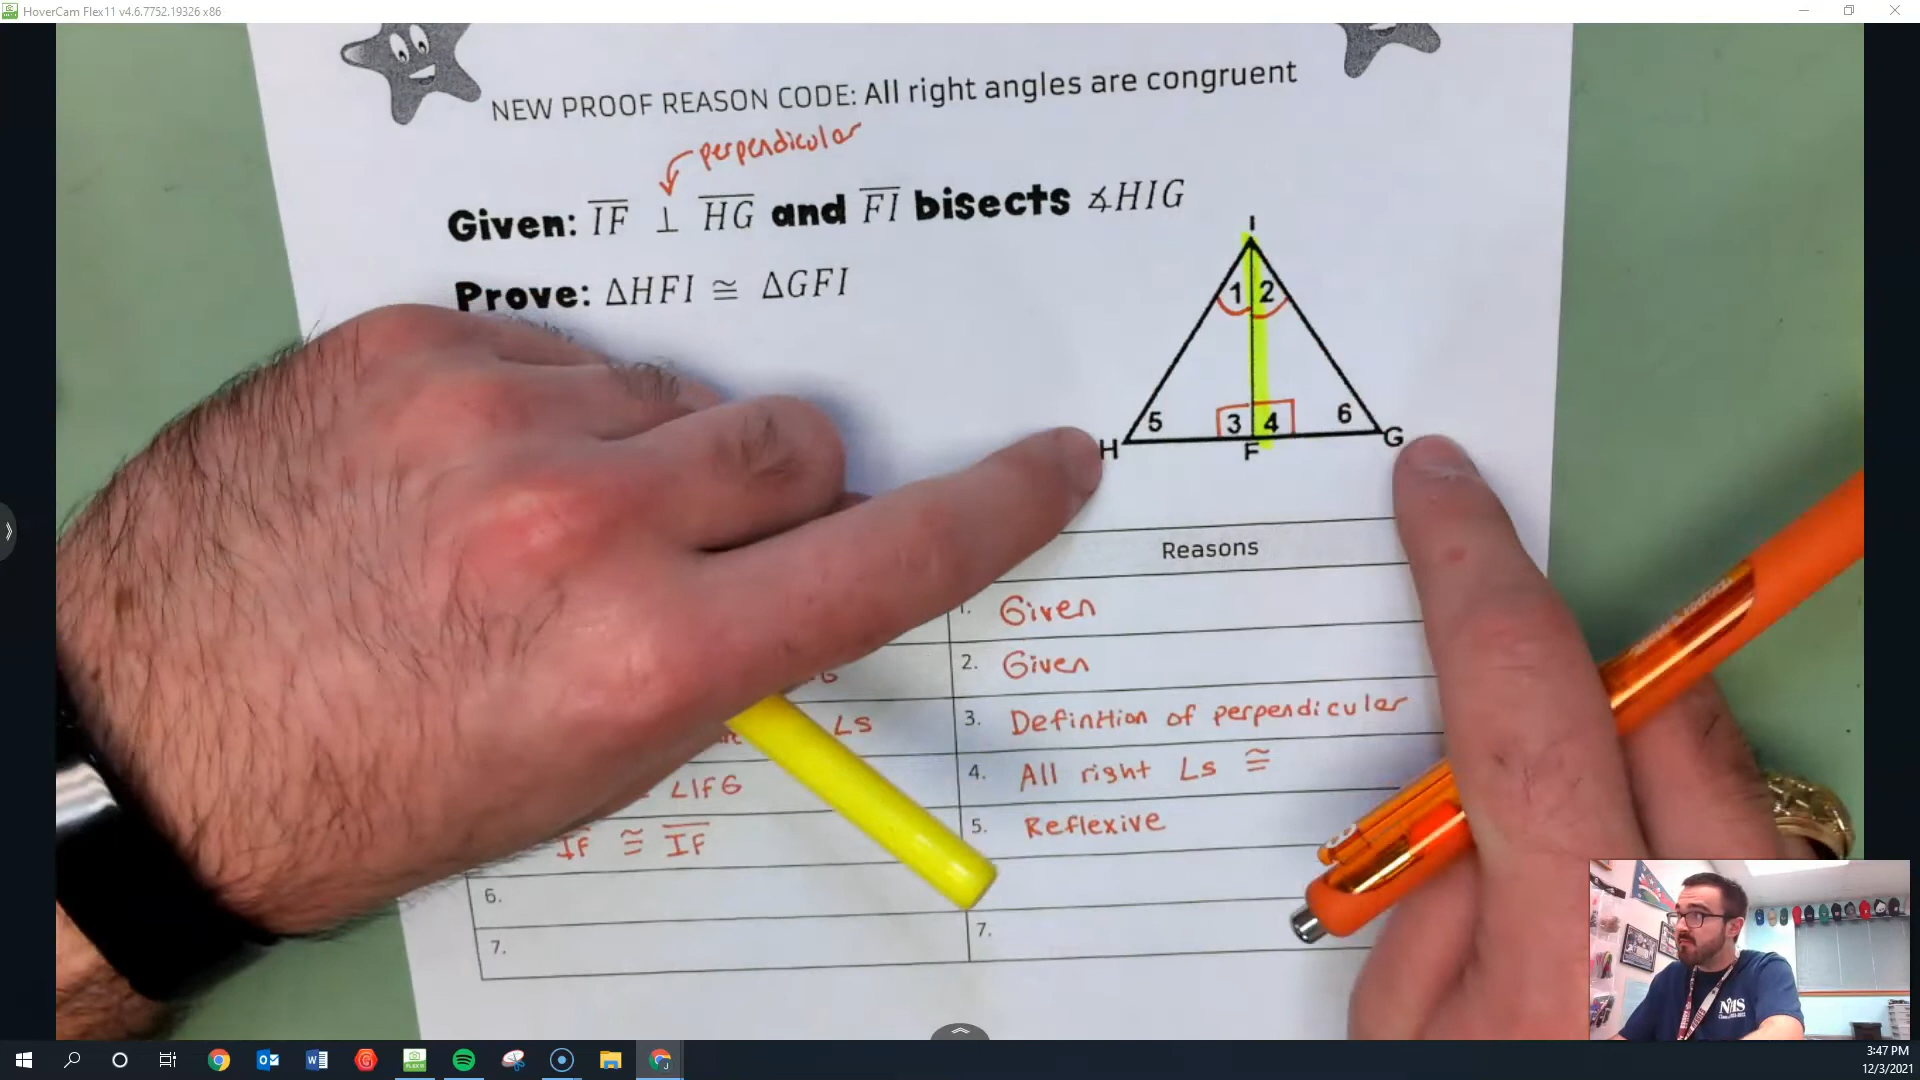 HoverCam Flex11 v4.6.7752.19326 x86
NEW PROOF REASON CODE: All right angles are congruent
perpendicular
Given: IF ⊥ HG and FI bisects ∡HIG
Prove: ΔHFI ≅ ΔGFI
I
1 2
5 3 4 6
H F G
Reasons
1. Given
2. Given
Ls 3. Definition of perpendicular
LIFG 4. All right Ls ≅
IF ≅ IF 5. Reflexive
6.
7. 7.
NHS
3:47 PM
12/3/2021